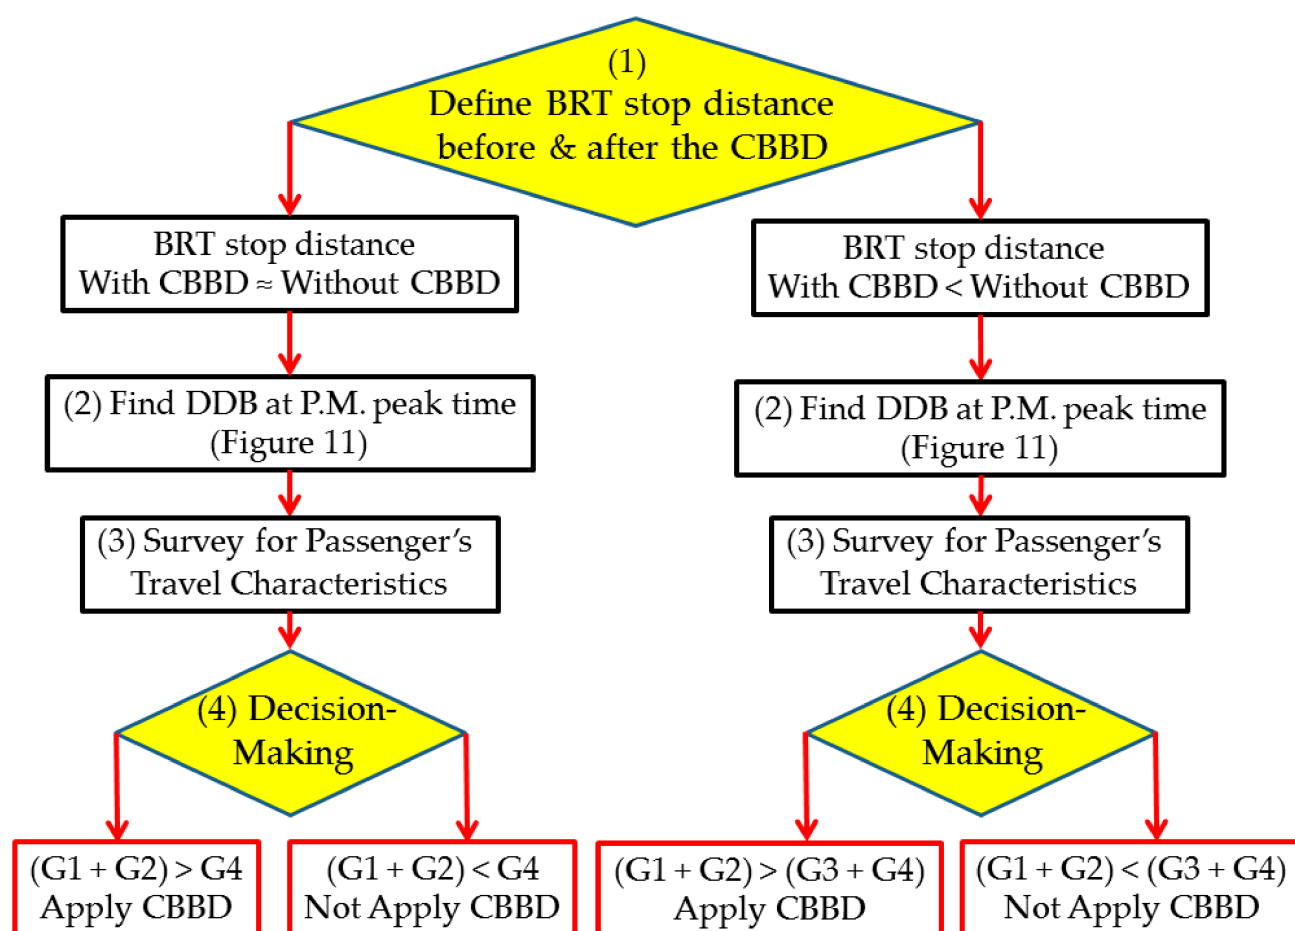 (1)
Define BRT stop distance
before & after the CBBD
BRT stop distance
With CBBD ≈ Without CBBD
BRT stop distance
With CBBD < Without CBBD
(2) Find DDB at P.M. peak time
(Figure 11)
(2) Find DDB at P.M. peak time
(Figure 11)
(3) Survey for Passenger's
Travel Characteristics
(3) Survey for Passenger's
Travel Characteristics
(4) Decision-
Making
(4) Decision-
Making
(G1 + G2) > G4
Apply CBBD
(G1 + G2) < G4
Not Apply CBBD
(G1 + G2) > (G3 + G4)
Apply CBBD
(G1 + G2) < (G3 + G4)
Not Apply CBBD